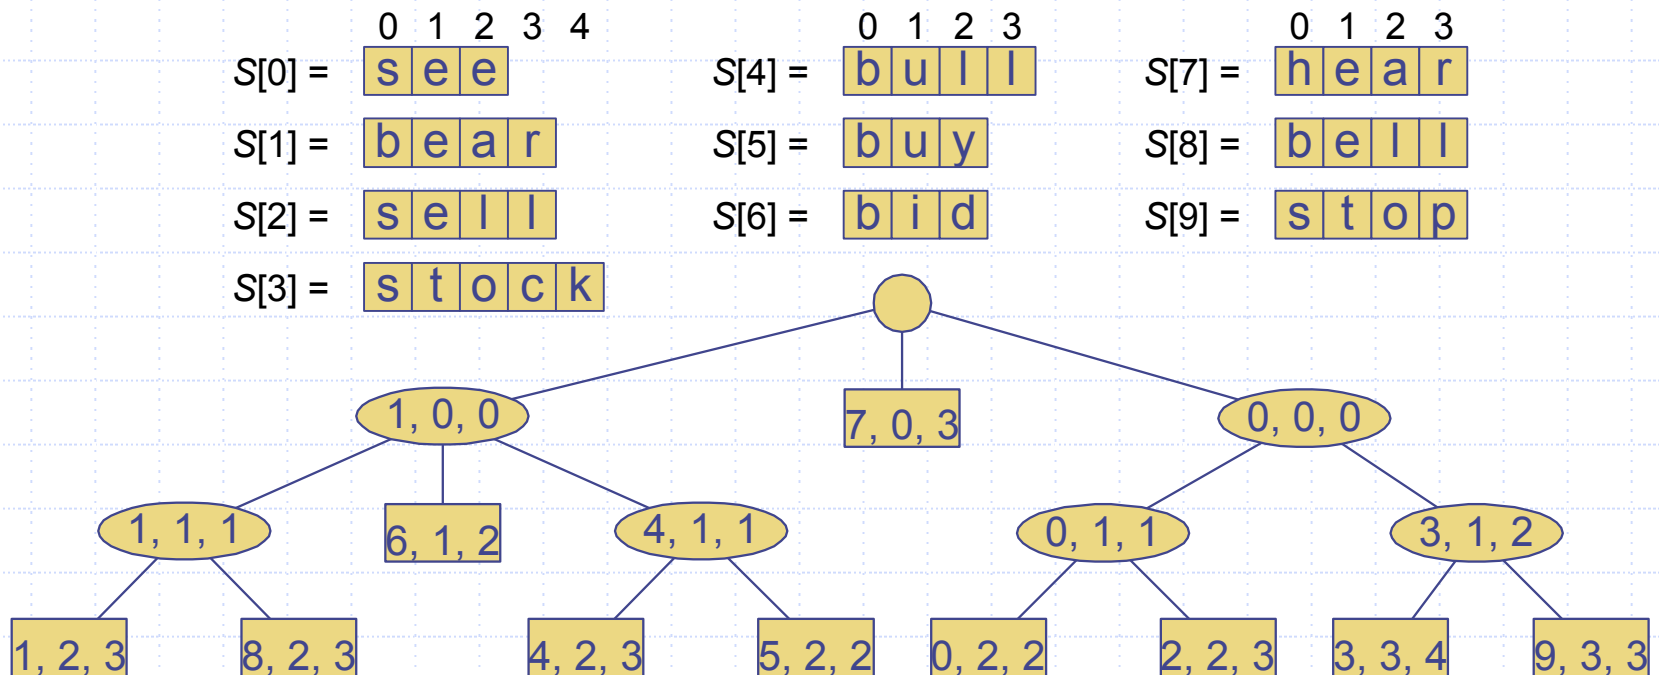 0 1 2 3 4 0 1 2 3 0 1 2 3
S[0] = s e e S[4] = b u l l S[7] = h e a r
S[1] = b e a r S[5] = b u y S[8] = b e l l
S[2] = s e l l S[6] = b i d S[9] = s t o p
S[3] = s t o c k
1, 0, 0 7, 0, 3 0, 0, 0
1, 1, 1 6, 1, 2 4, 1, 1 0, 1, 1 3, 1, 2
1, 2, 3 8, 2, 3 4, 2, 3 5, 2, 2 0, 2, 2 2, 2, 3 3, 3, 4 9, 3, 3